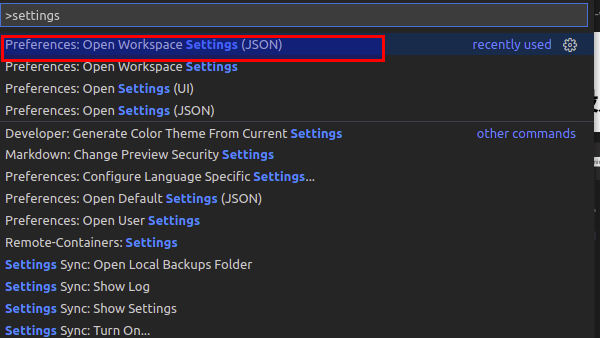 >settings
Preferences: Open Workspace Settings (JSON) recently used
Preferences: Open Workspace Settings
Preferences: Open Settings (UI)
Preferences: Open Settings (JSON)
Developer: Generate Color Theme From Current Settings other commands
Markdown: Change Preview Security Settings
Preferences: Configure Language Specific Settings...
Preferences: Open Default Settings (JSON)
Preferences: Open User Settings
Remote-Containers: Settings
Settings Sync: Open Local Backups Folder
Settings Sync: Show Log
Settings Sync: Show Settings
Settings Sync: Turn On...